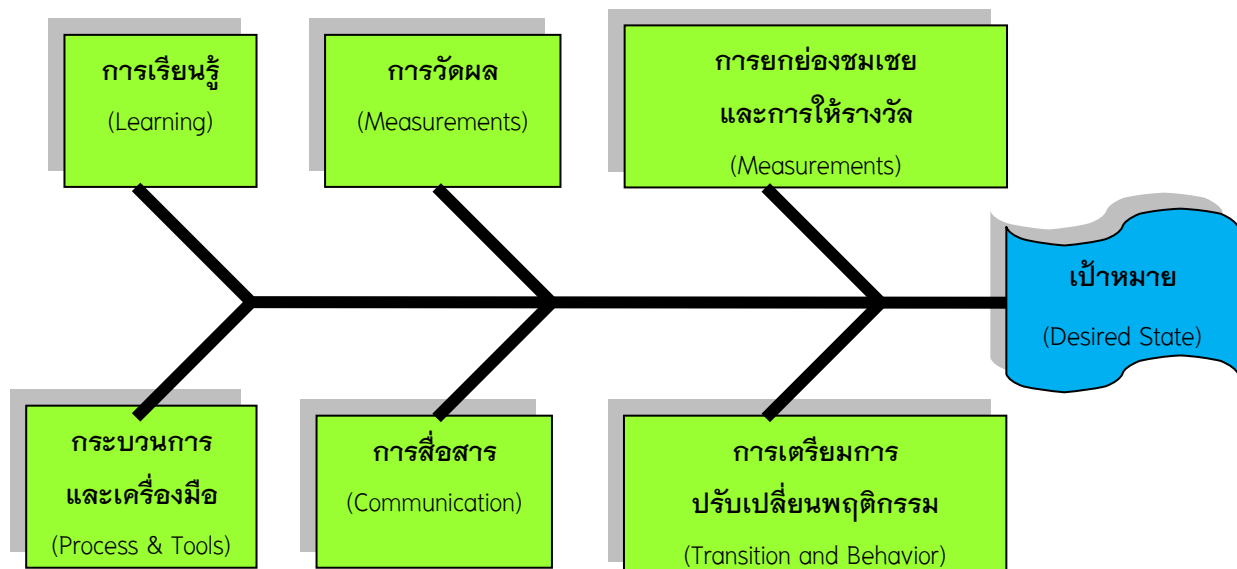 การเรียนรู้
(Learning)
การวัดผล
(Measurements)
การยกย่องชมเชย
และการให้รางวัล
(Measurements)
เป้าหมาย
(Desired State)
กระบวนการ
และเครื่องมือ
(Process & Tools)
การสื่อสาร
(Communication)
การเตรียมการ
ปรับเปลี่ยนพฤติกรรม
(Transition and Behavior)